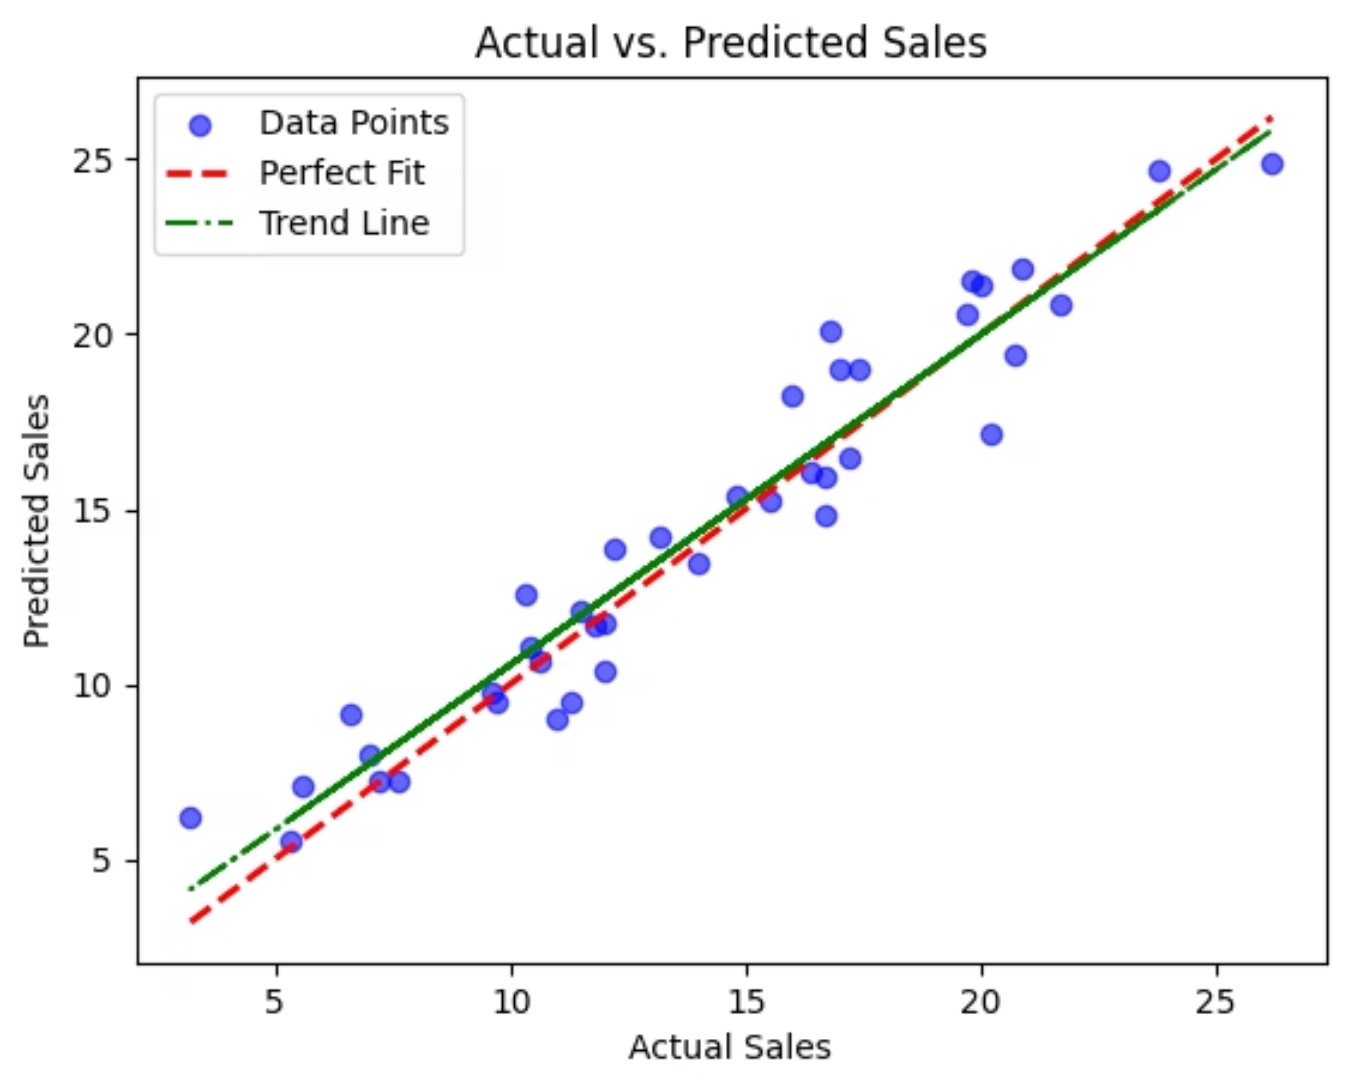 Actual vs. Predicted Sales
Data Points
Perfect Fit
Trend Line
25
20
15
10
5
Predicted Sales
5
10
15
20
25
Actual Sales